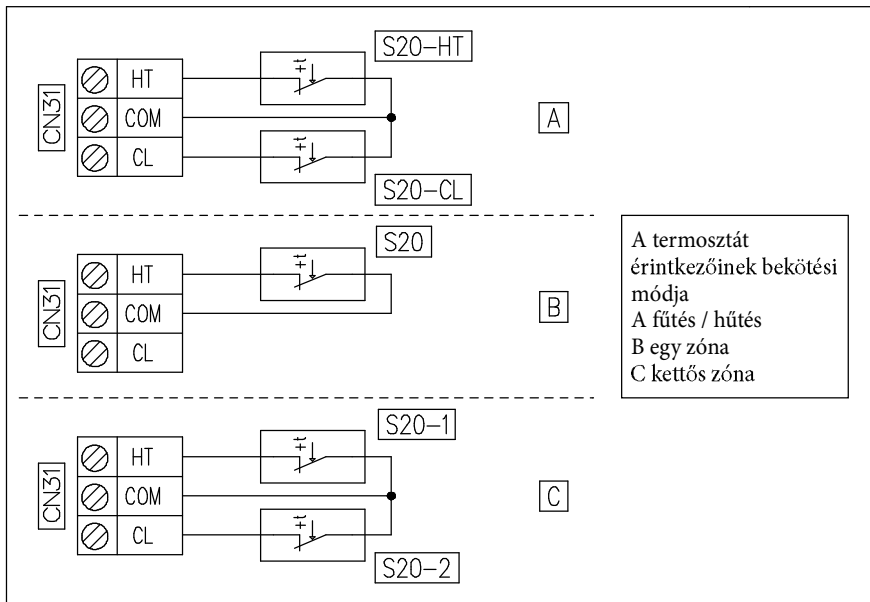 S20-HT
CN31
HT
COM
CL
+t
+t
A
S20-CL
S20
CN31
HT
COM
CL
+t
B
A termosztát
érintkezőinek bekötési
módja
A fűtés / hűtés
B egy zóna
C kettős zóna
S20-1
CN31
HT
COM
CL
+t
+t
C
S20-2